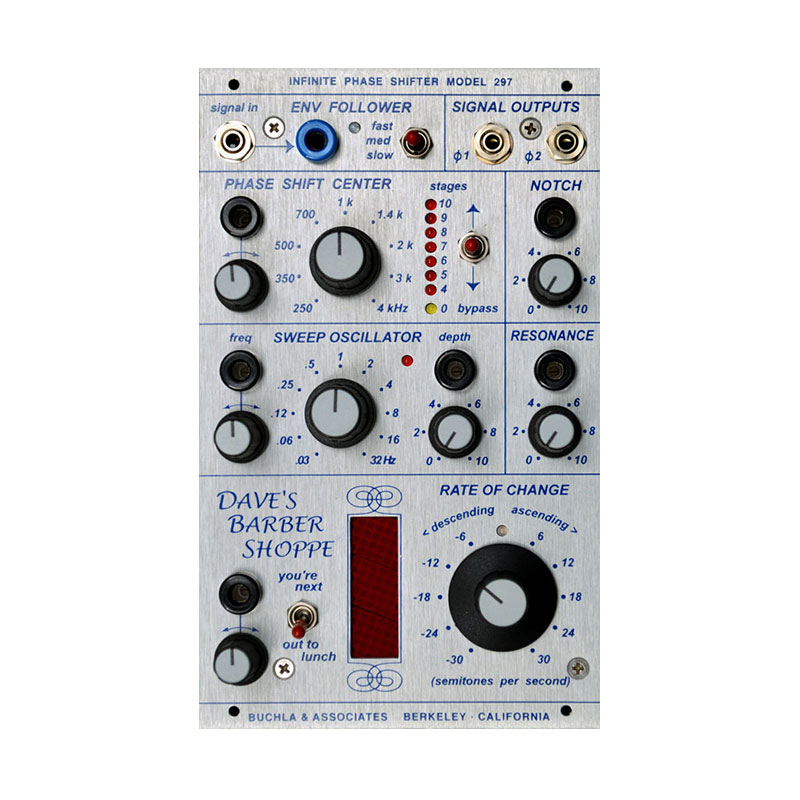 INFINITE PHASE SHIFTER MODEL 297
signal in ENV FOLLOWER SIGNAL OUTPUTS
fast
med
slow
ϕ1 ϕ2
PHASE SHIFT CENTER stages NOTCH
250 350 500 700 1 k 1.4 k 2 k 3 k 4 kHz
10
9
8
7
6
5
4
0 bypass
0 2 4 6 8 10
freq SWEEP OSCILLATOR depth RESONANCE
.03 .06 .12 .25 .5 1 2 4 8 16 32 Hz
0 2 4 6 8 10
0 2 4 6 8 10
DAVE'S
BARBER
SHOPPE
you're
next
out to
lunch
RATE OF CHANGE
< descending ascending >
-30 -24 -18 -12 -6 6 12 18 24 30
(semitones per second)
BUCHLA & ASSOCIATES BERKELEY · CALIFORNIA